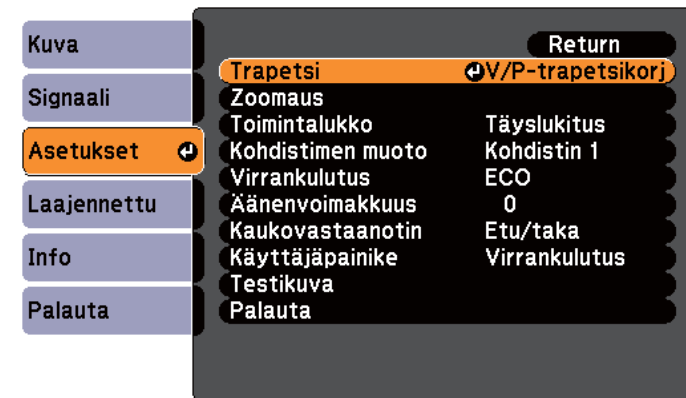 Kuva
Signaali
Asetukset
Laajennettu
Info
Palauta
Return
Trapetsi V/P-trapetsikorj
Zoomaus
Toimintalukko Täyslukitus
Kohdistimen muoto Kohdistin 1
Virrankulutus ECO
Äänenvoimakkuus 0
Kaukovastaanotin Etu/taka
Käyttäjäpainike Virrankulutus
Testikuva
Palauta